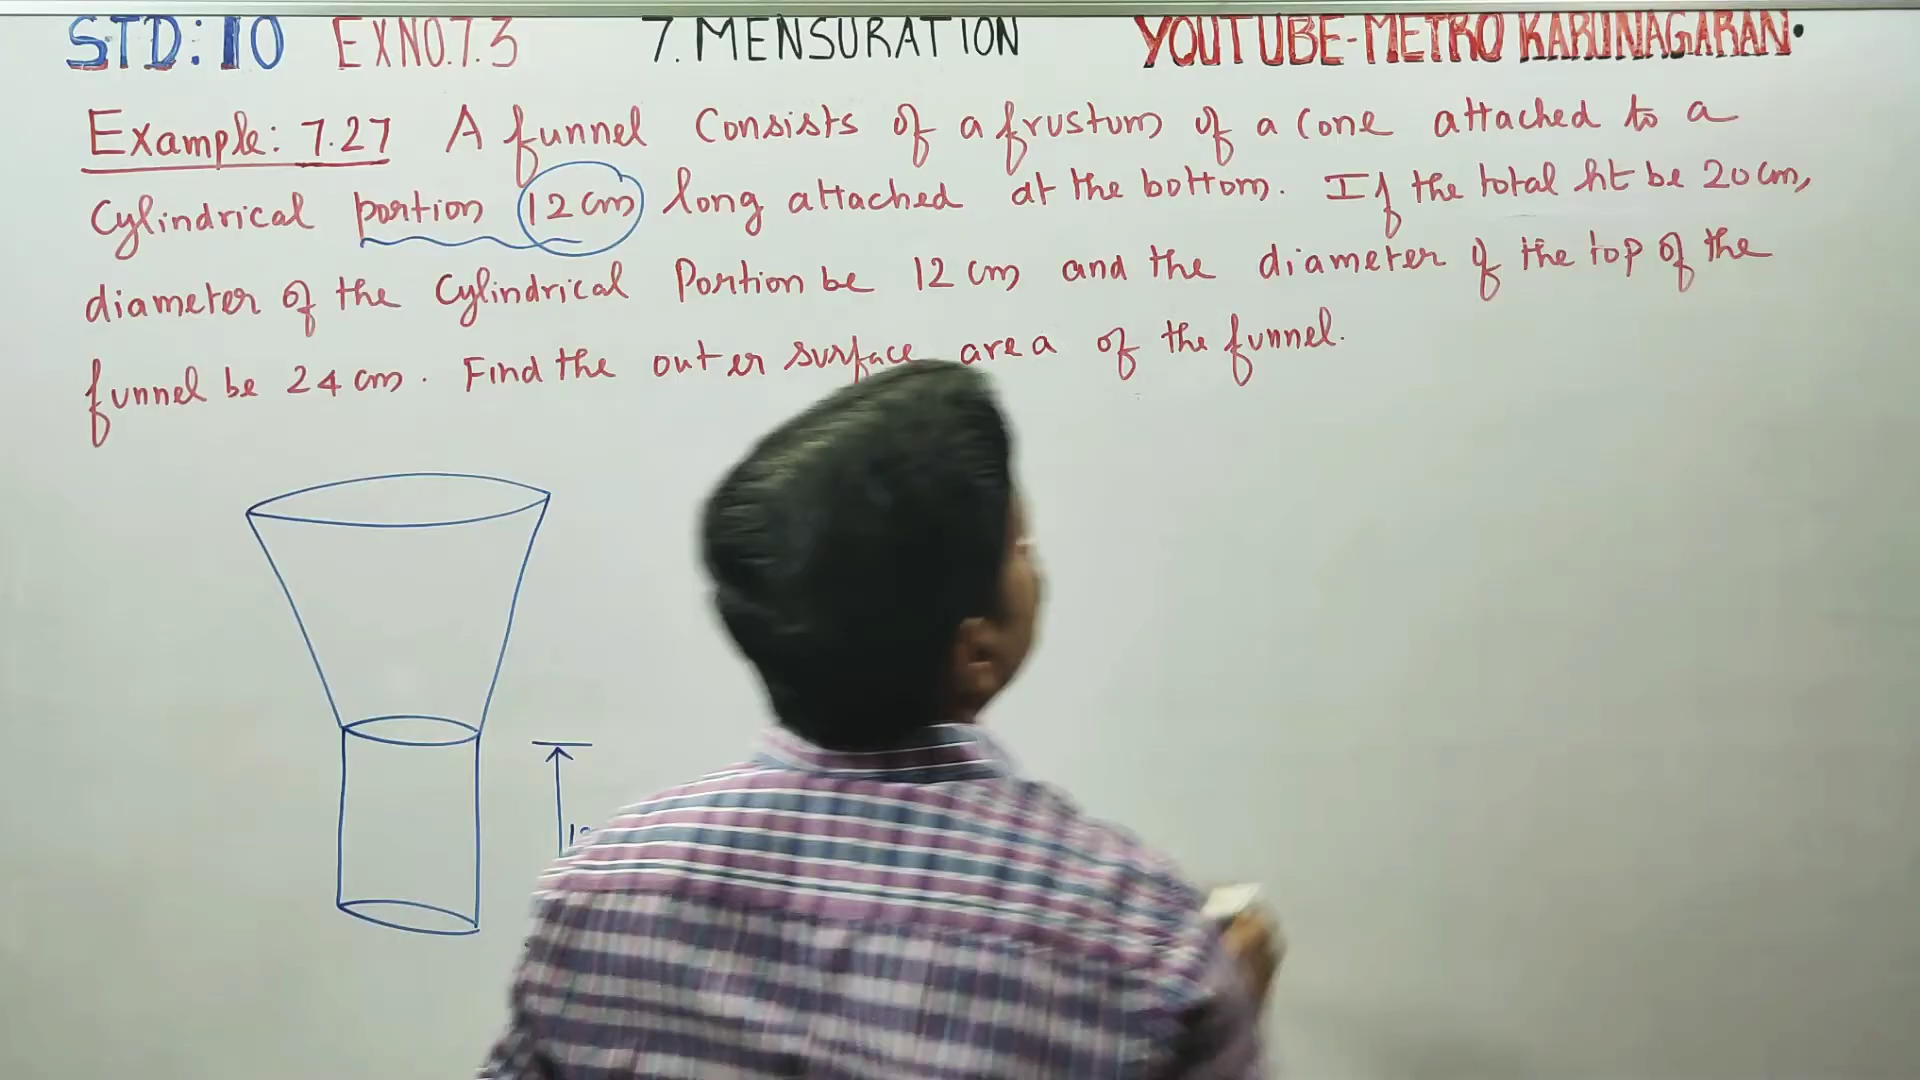 STD: 10 EXNO.7.3 7. MENSURATION YOUTUBE-METRO KARUNAGARAN.
Example: 7.27 A funnel Consists of a frustum of a Cone attached to a
Cylindrical portion 12 cm long attached at the bottom. If the total ht be 20 cm,
diameter of the Cylindrical Portion be 12 cm and the diameter of the top of the
funnel be 24 cm. Find the outer surface area of the funnel.